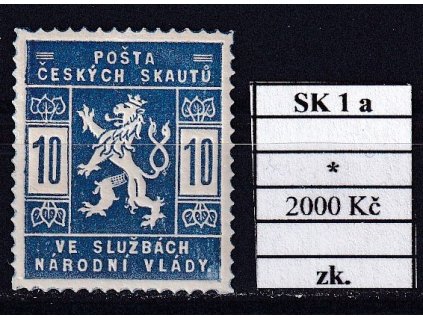 POŠTA
ČESKÝCH SKAUTŮ
10 10
VE SLUŽBÁCH
NÁRODNÍ VLÁDY.
SK 1 a
*
2000 Kč
zk.